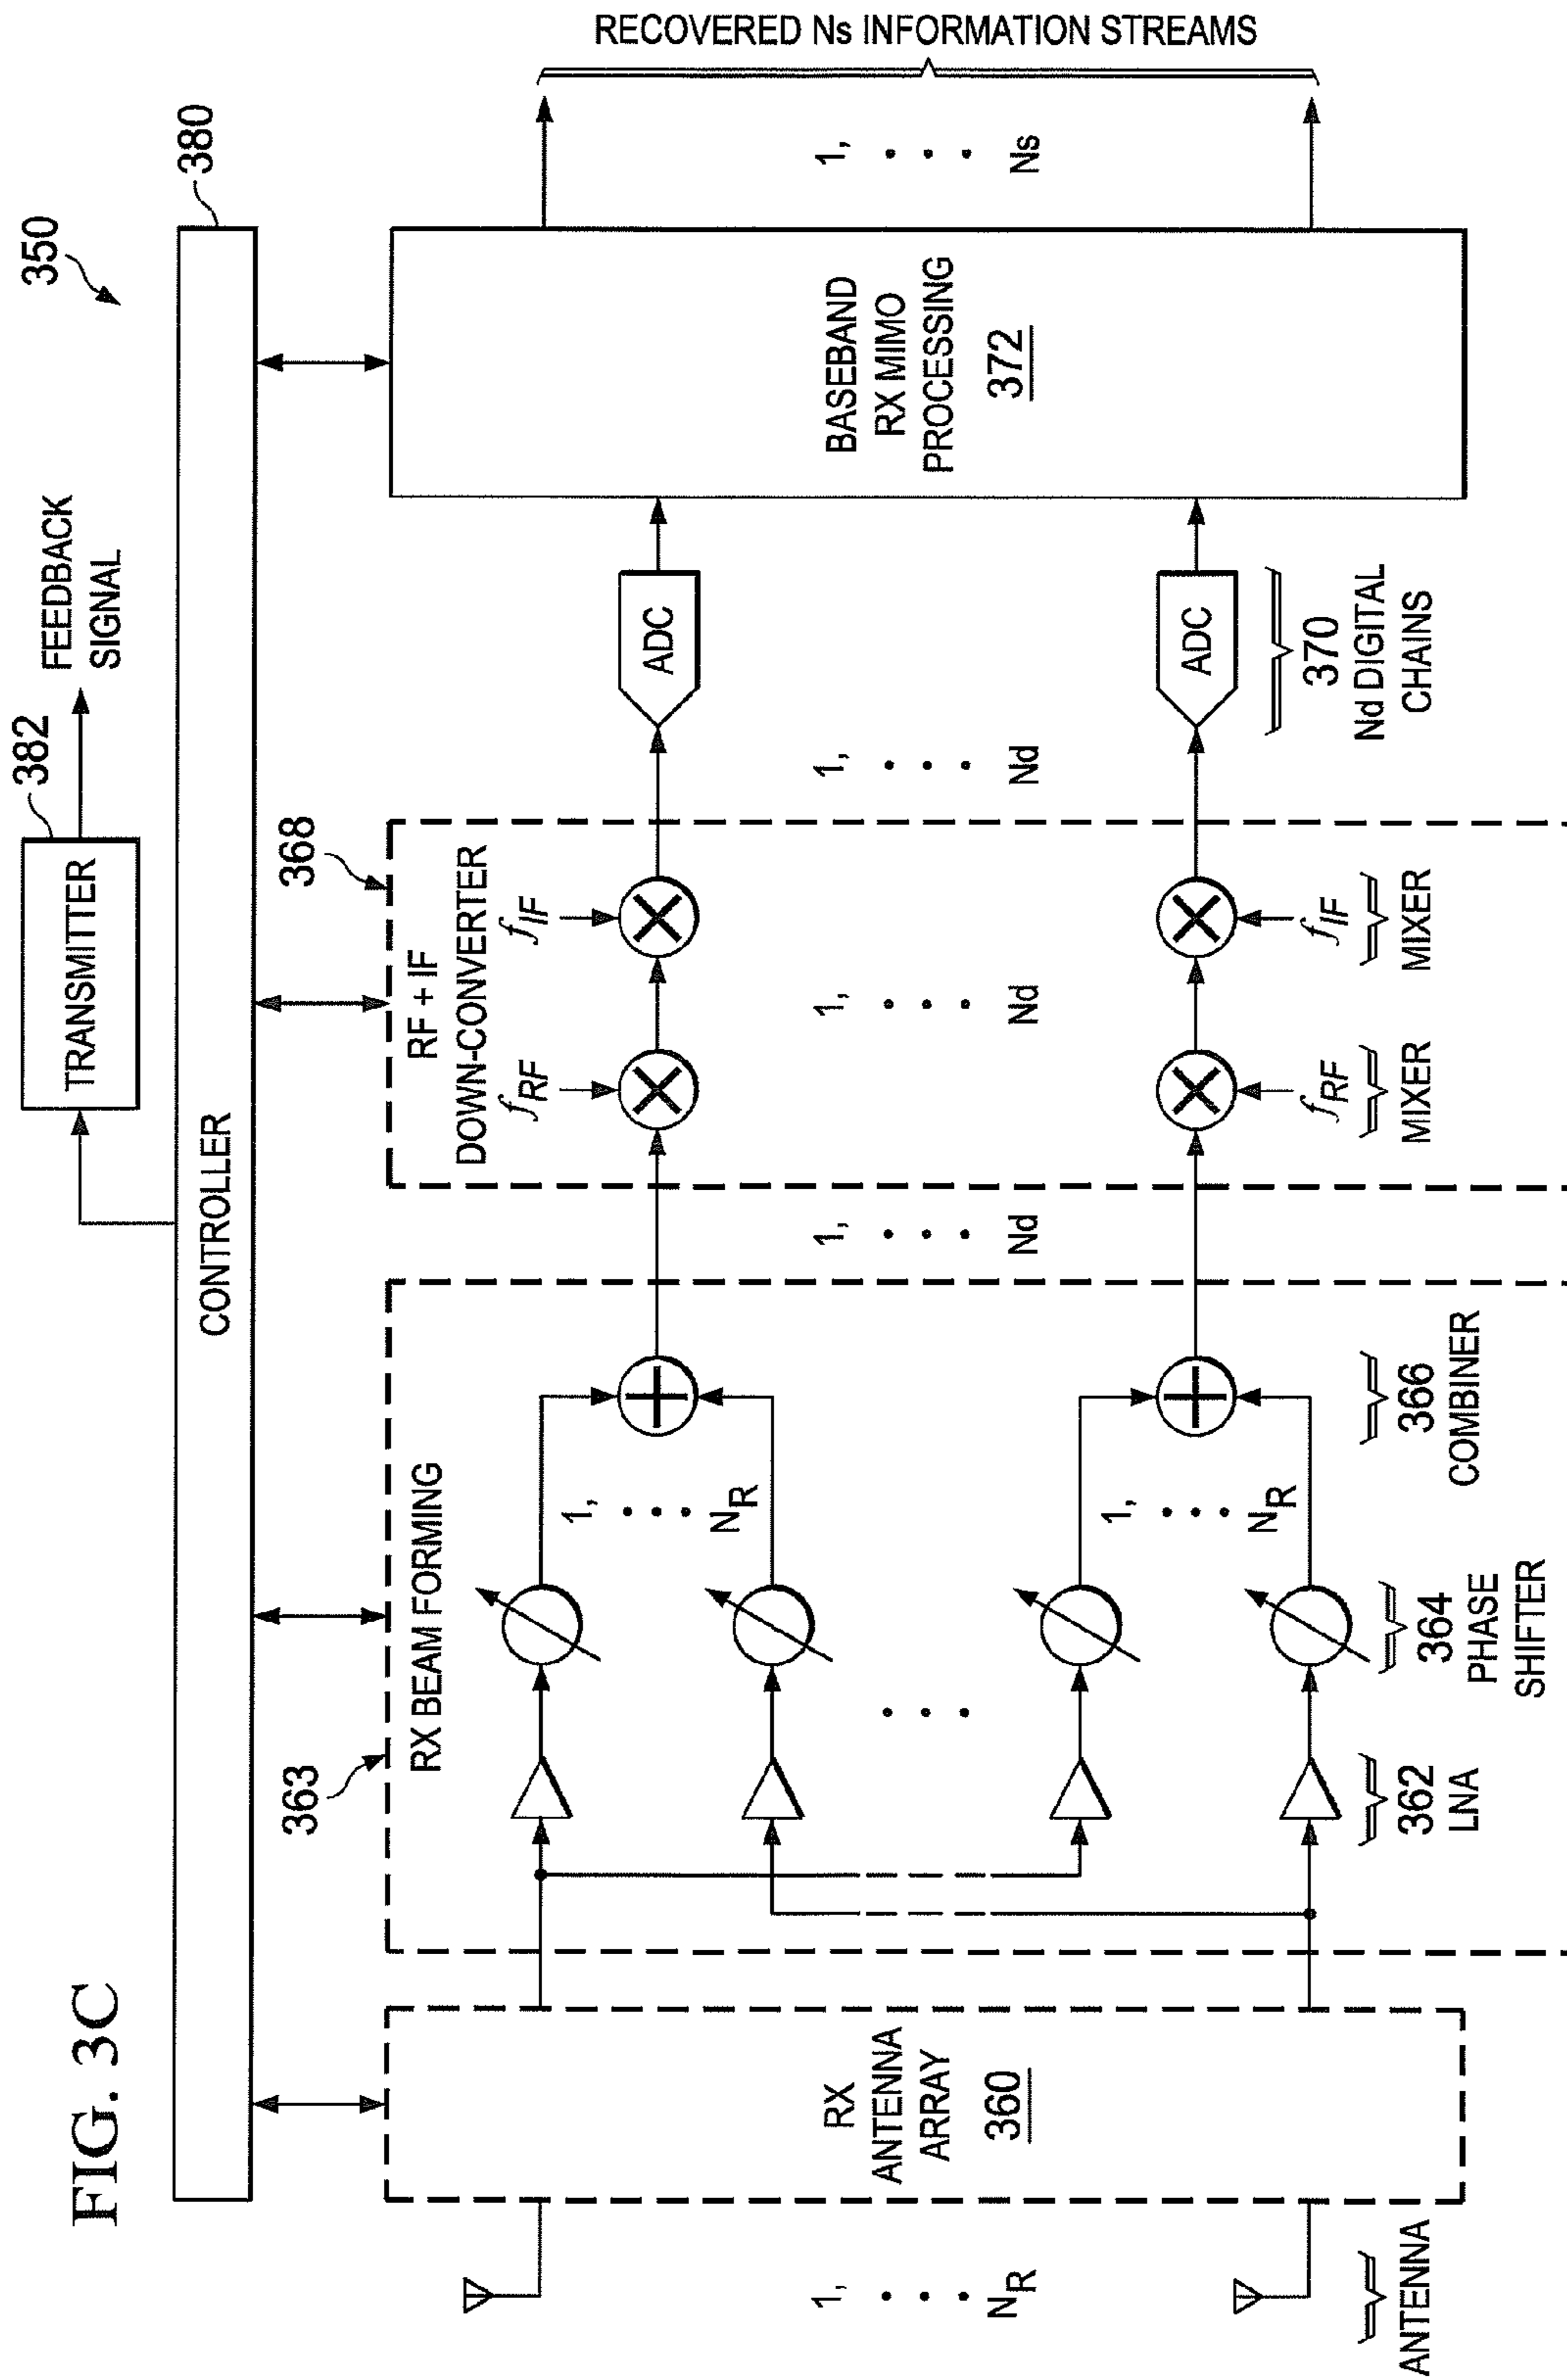 FIG. 3C
350
TRANSMITTER
382
FEEDBACK
SIGNAL
CONTROLLER
380
363
368
RX BEAM FORMING
RF + IF
DOWN-CONVERTER
RECOVERED Ns INFORMATION STREAMS
1,
NR
ANTENNA
RX
ANTENNA
ARRAY
360
1,
NR
1,
NR
362
LNA
364
PHASE
SHIFTER
366
COMBINER
1,
Nd
fRF
fIF
1,
Nd
fRF
fIF
MIXER
MIXER
1,
Nd
ADC
ADC
370
Nd DIGITAL
CHAINS
BASEBAND
RX MIMO
PROCESSING
372
1,
Ns